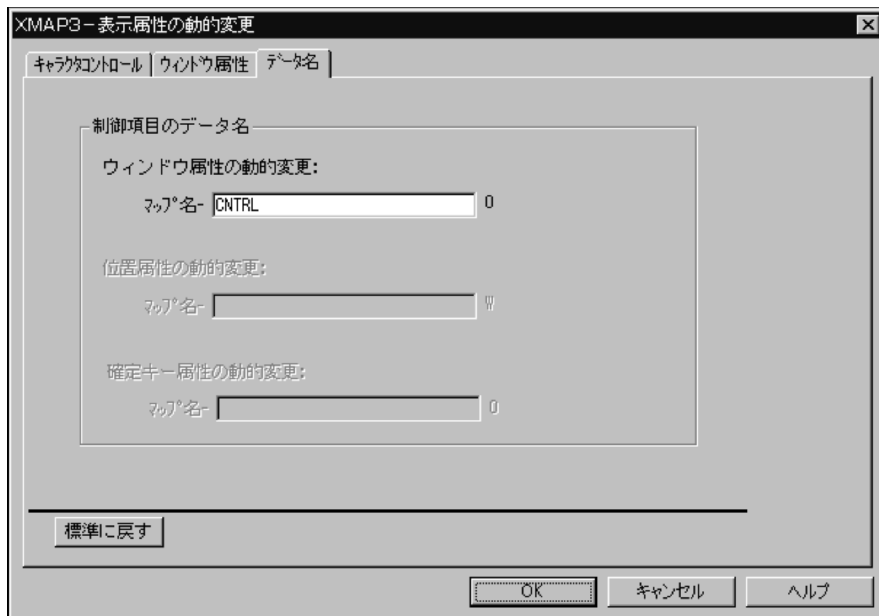 XMAP3－表示属性の動的変更
ｷｬﾗｸﾀｺﾝﾄﾛｰﾙ ｳｨﾝﾄﾞｳ属性 ﾃﾞｰﾀ名
制御項目のデータ名
ウィンドウ属性の動的変更:
ﾏｯﾌﾟ名- CNTRL O
位置属性の動的変更:
ﾏｯﾌﾟ名- W
確定キー属性の動的変更:
ﾏｯﾌﾟ名- O
標準に戻す
OK キャンセル ヘルプ